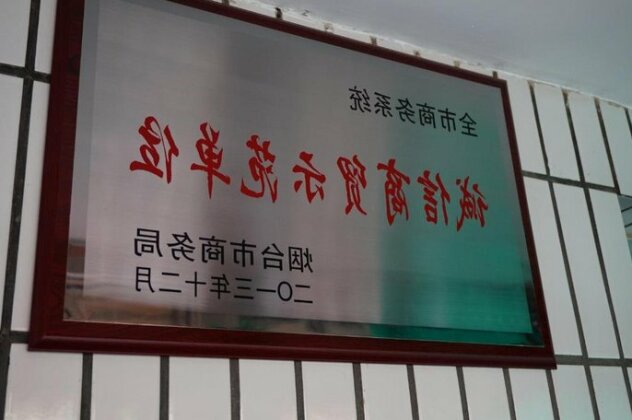 全市商务系统
诚信商贸示范单位
烟台市商务局
二〇一三年十二月